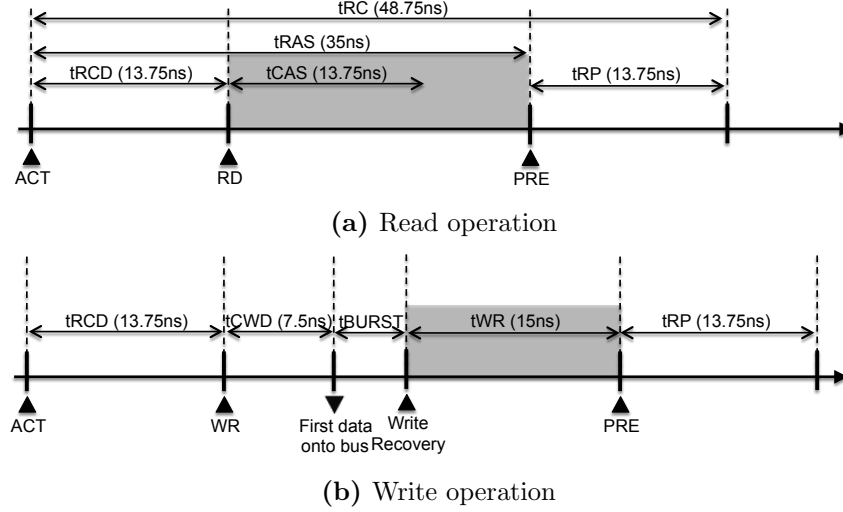 tRC (48.75ns)
tRAS (35ns)
tRCD (13.75ns) tCAS (13.75ns) tRP (13.75ns)
ACT RD PRE
(a) Read operation
tRCD (13.75ns) tCWD (7.5ns) tBURST tWR (15ns) tRP (13.75ns)
ACT WR First data Write PRE
onto bus Recovery
(b) Write operation